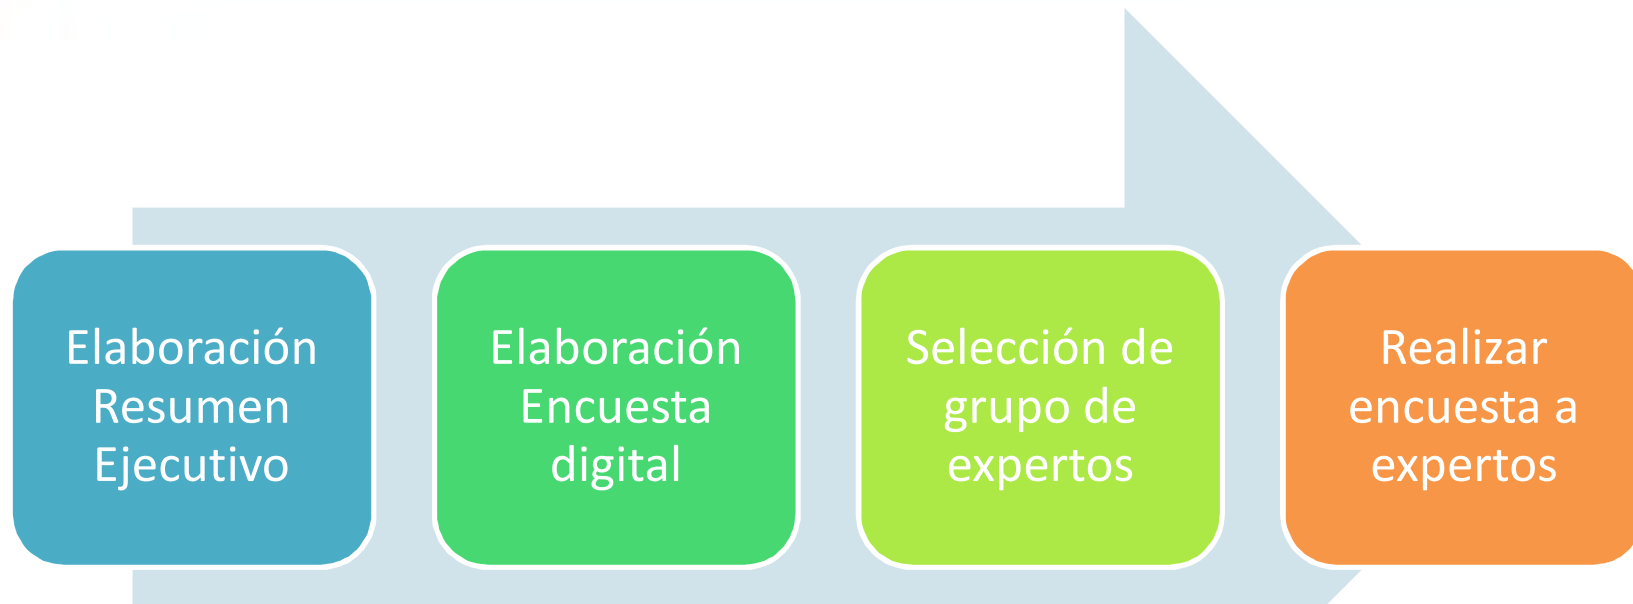 Elaboración
Resumen
Ejecutivo
Elaboración
Encuesta
digital
Selección de
grupo de
expertos
Realizar
encuesta a
expertos